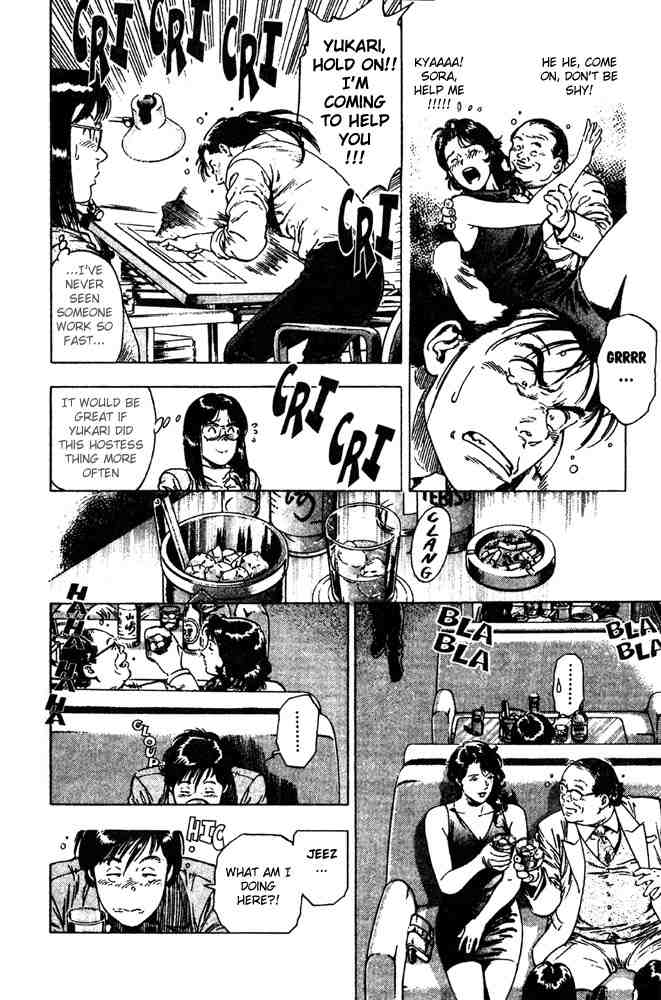 HE HE, COME
ON, DON'T BE
SHY!
KYAAAA!
SORA,
HELP ME
!!!!!
GRRRR
...
YUKARI,
HOLD ON!!
I'M
COMING
TO HELP
YOU
!!!
CRI
CRI
CRI
CRI
...I'VE
NEVER
SEEN
SOMEONE
WORK SO
FAST...
CRI
CRI
IT WOULD BE
GREAT IF
YUKARI DID
THIS HOSTESS
THING MORE
OFTEN
CLANG
BLA
BLA
BLA
BLA
HA HA HA
HA
GLOUP
HIC
JEEZ
...
WHAT AM I
DOING
HERE?!